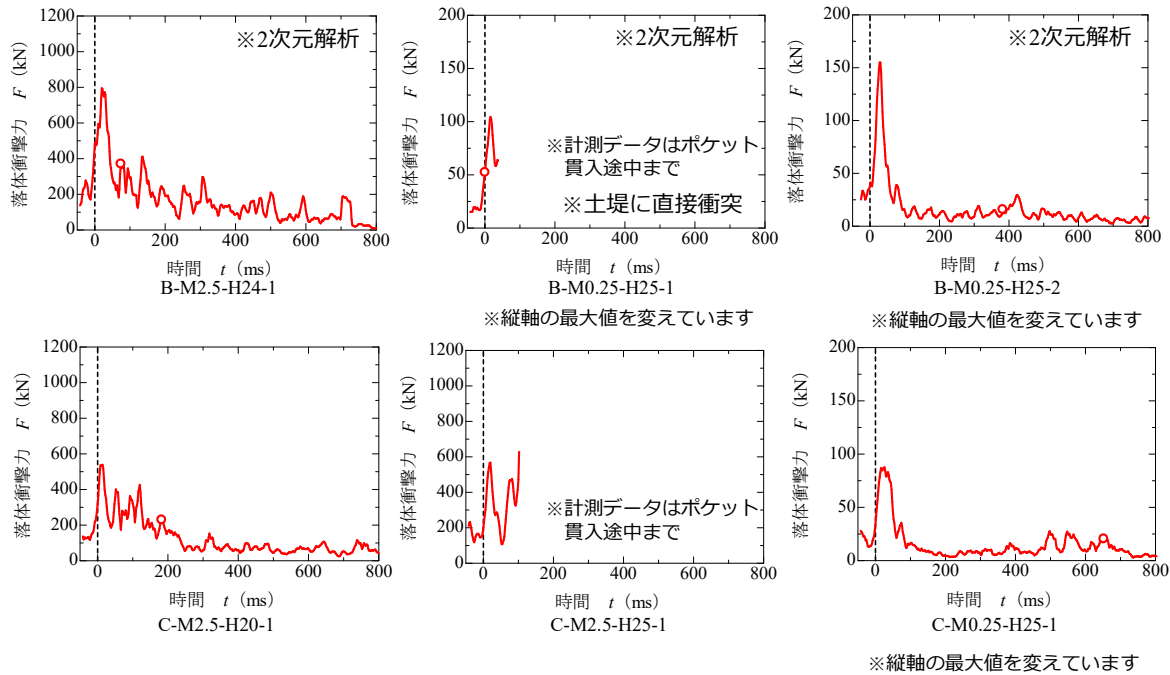 1200
1000
800
600
400
200
0
落体衝撃力 F (kN)
※2次元解析
0 200 400 600 800
時間 t (ms)
B-M2.5-H24-1
200
150
100
50
0
落体衝撃力 F (kN)
※2次元解析
※計測データはポケット
貫入途中まで
※土堤に直接衝突
0 200 400 600 800
時間 t (ms)
B-M0.25-H25-1
※縦軸の最大値を変えています
200
150
100
50
0
落体衝撃力 F (kN)
※2次元解析
0 200 400 600 800
時間 t (ms)
B-M0.25-H25-2
※縦軸の最大値を変えています
1200
1000
800
600
400
200
0
落体衝撃力 F (kN)
0 200 400 600 800
時間 t (ms)
C-M2.5-H20-1
1200
1000
800
600
400
200
0
落体衝撃力 F (kN)
※計測データはポケット
貫入途中まで
0 200 400 600 800
時間 t (ms)
C-M2.5-H25-1
200
150
100
50
0
落体衝撃力 F (kN)
0 200 400 600 800
時間 t (ms)
C-M0.25-H25-1
※縦軸の最大値を変えています